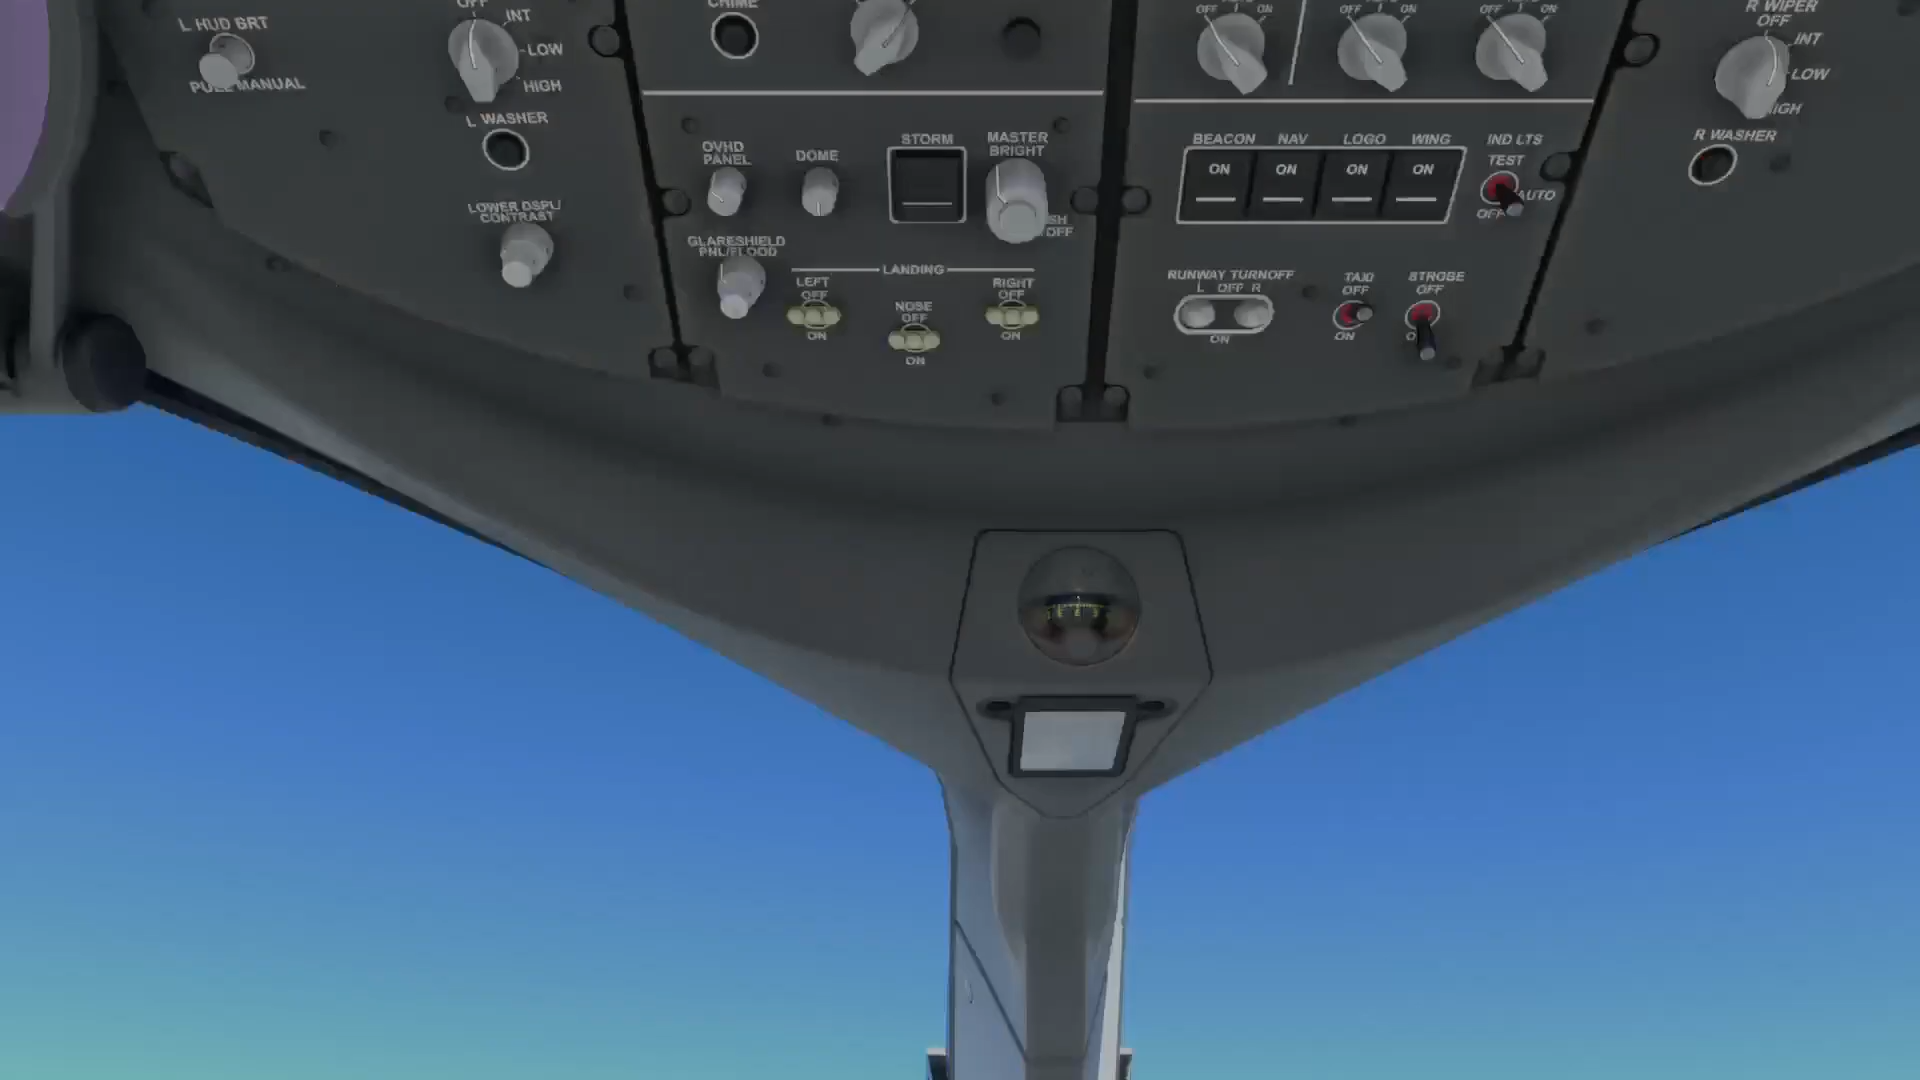 L HUD BRT
PULL MANUAL
OFF
INT
LOW
HIGH
L WASHER
LOWER DSPL/
CONTRAST
CHIME
OVHD
PANEL
DOME
STORM
MASTER
BRIGHT
GLARESHIELD
PNL/FLOOD
LANDING
LEFT
OFF
ON
NOSE
OFF
ON
RIGHT
OFF
ON
OFF
ON
OFF
ON
OFF
ON
BEACON
NAV
LOGO
WING
ON
ON
ON
ON
IND LTS
TEST
AUTO
OFF
RUNWAY TURNOFF
L OFF R
ON
TAXI
OFF
ON
STROBE
OFF
R WIPER
OFF
INT
LOW
HIGH
R WASHER